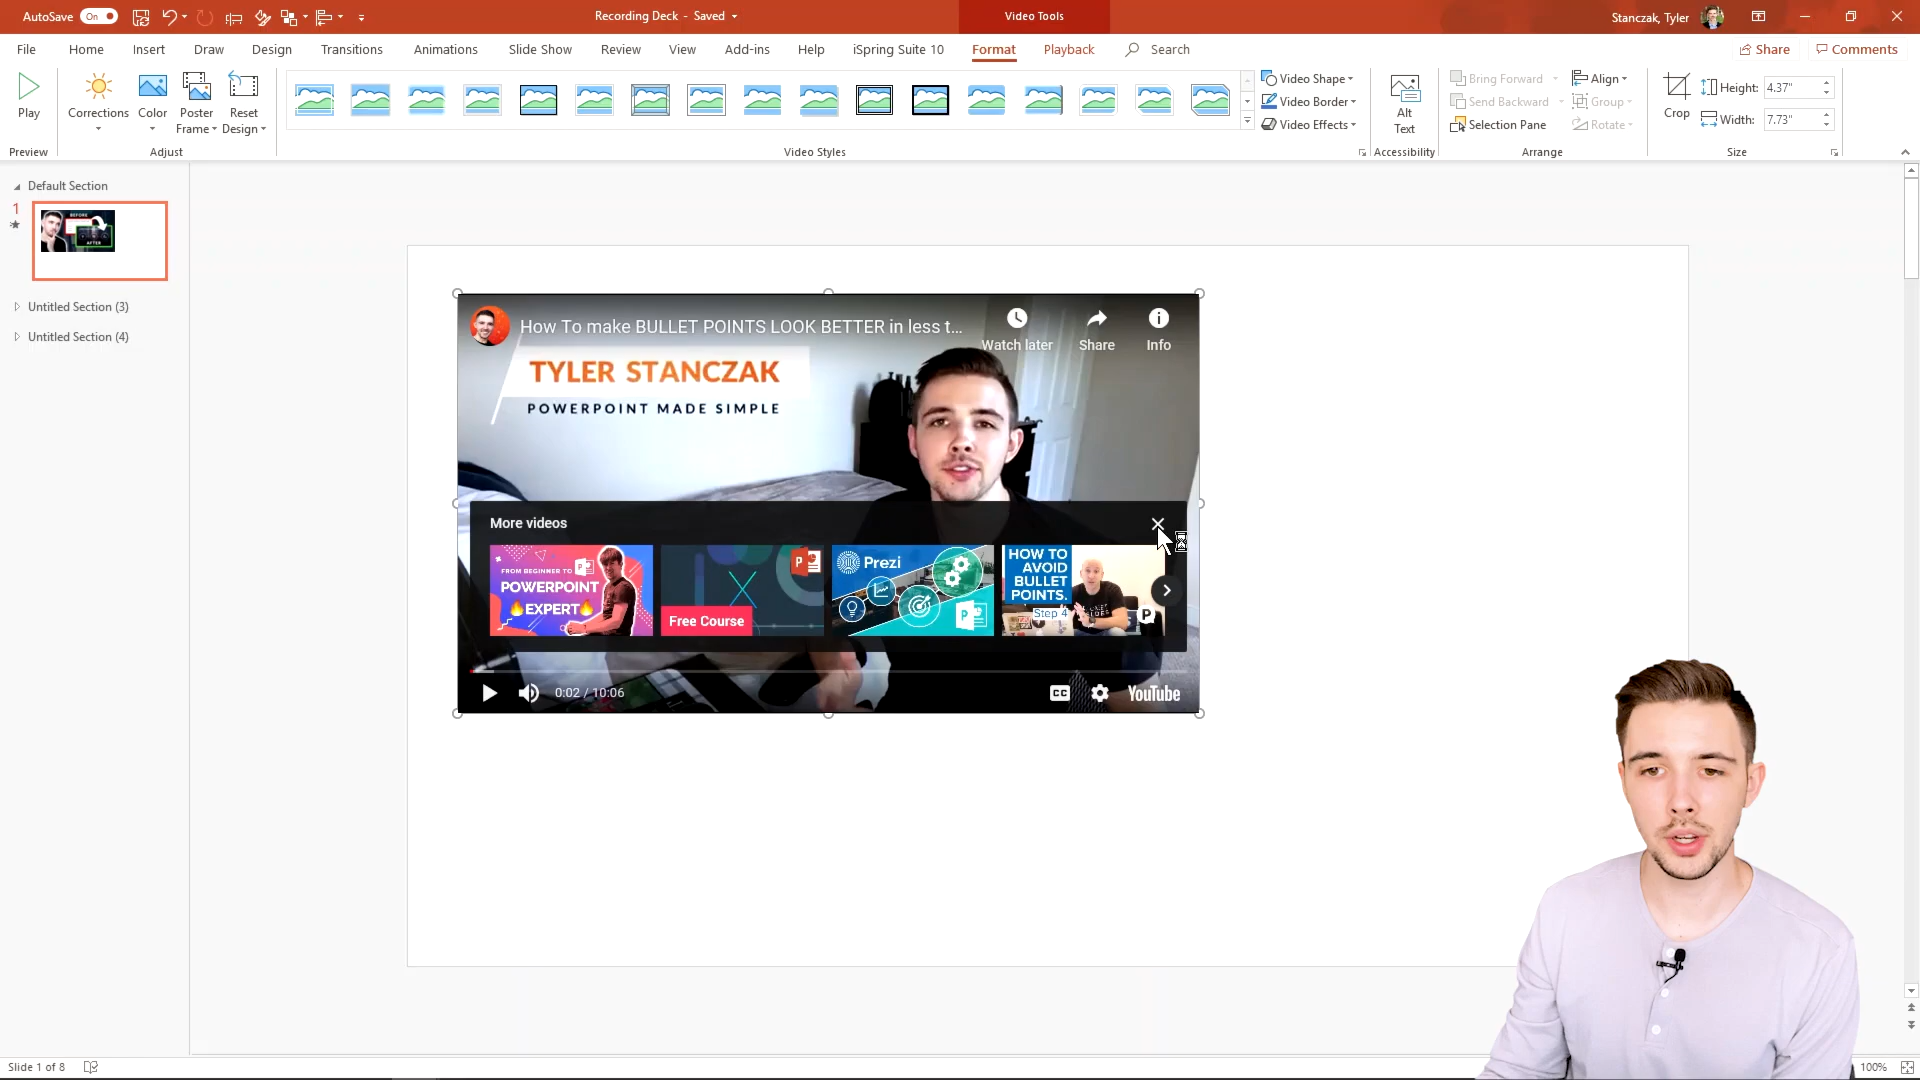 AutoSave On
Recording Deck - Saved
Video Tools
Stanczak, Tyler
File Home Insert Draw Design Transitions Animations Slide Show Review View Add-ins Help iSpring Suite 10 Format Playback Search
Share Comments
Play
Corrections
Color
Poster Frame
Reset Design
Video Shape
Video Border
Video Effects
Alt Text
Bring Forward
Send Backward
Selection Pane
Align
Group
Rotate
Crop
Height: 4.37"
Width: 7.73"
Preview
Adjust
Video Styles
Accessibility
Arrange
Size
Default Section
1
BEFORE
AFTER
Untitled Section (3)
Untitled Section (4)
How To make BULLET POINTS LOOK BETTER in less t...
Watch later
Share
Info
TYLER STANCZAK
POWERPOINT MADE SIMPLE
More videos
FROM BEGINNER TO
POWERPOINT
EXPERT
P
Free Course
Prezi
P
HOW TO
AVOID
BULLET
POINTS.
Step 4
P
0:02 / 10:06
CC
YouTube
Slide 1 of 8
100%